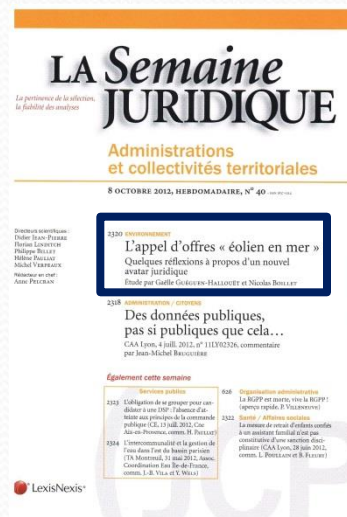 LA Semaine
JURIDIQUE
La pertinence de la sélection,
la fiabilité des analyses
Administrations
et collectivités territoriales
8 OCTOBRE 2012, HEBDOMADAIRE, N° 40
Directeurs scientifiques :
Didier JEAN-PIERRE
Florian LINDITCH
Philippe BILLET
Hélène PAULIAT
Michel VERPEAUX
Rédacteur en chef :
Anne PELCRAN
2320 ENVIRONNEMENT
L'appel d'offres « éolien en mer »
Quelques réflexions à propos d'un nouvel
avatar juridique
Étude par Gaëlle GUÉGUEN-HALLOUËT et Nicolas BOILLET
2318 ADMINISTRATION / CITOYENS
Des données publiques,
pas si publiques que cela…
CAA Lyon, 4 juill. 2012, n° 11LY02326, commentaire
par Jean-Michel BRUGUIÈRE
Également cette semaine
Services publics
2323 L'obligation de se grouper pour can-
didater à une DSP : l'absence d'at-
teinte aux principes de la commande
publique (CE, 13 juill. 2012, Cne
Aix-en-Provence, comm. H. PAULIAT)
2324 L'intercommunalité et la gestion de
l'eau dans l'est du bassin parisien
(TA Montreuil, 31 mai 2012, Assoc.
Coordination Eau Île-de-France,
comm. J.-B. VILA et Y. WELS)
626 Organisation administrative
La RGPP est morte, vive la RGPP !
(aperçu rapide, P. VILLENEUVE)
2322 Santé / Affaires sociales
La mesure de retrait d'enfants confiés
à un assistant familial n'est pas
constitutive d'une sanction disci-
plinaire (CAA Lyon, 28 juin 2012,
comm. L. POUILLAIN et B. FLEURY)
LexisNexis®